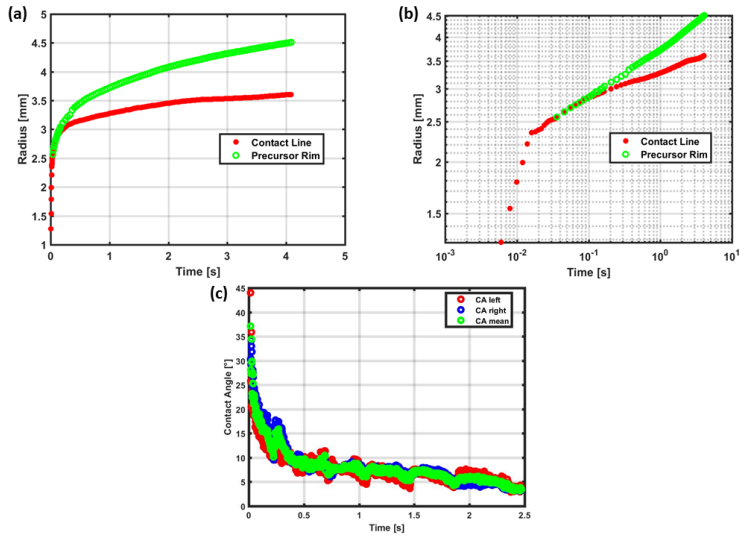 (a)
5
4.5
4
3.5
3
2.5
2
1.5
1
Radius [mm]
Contact Line
Precursor Rim
0 1 2 3 4 5
Time [s]
(b)
4.5
4
3.5
3
2.5
2
1.5
Radius [mm]
Contact Line
Precursor Rim
10-3 10-2 10-1 100 101
Time [s]
(c)
45
40
35
30
25
20
15
10
5
0
Contact Angle [°]
CA left
CA right
CA mean
0 0.5 1 1.5 2 2.5
Time [s]